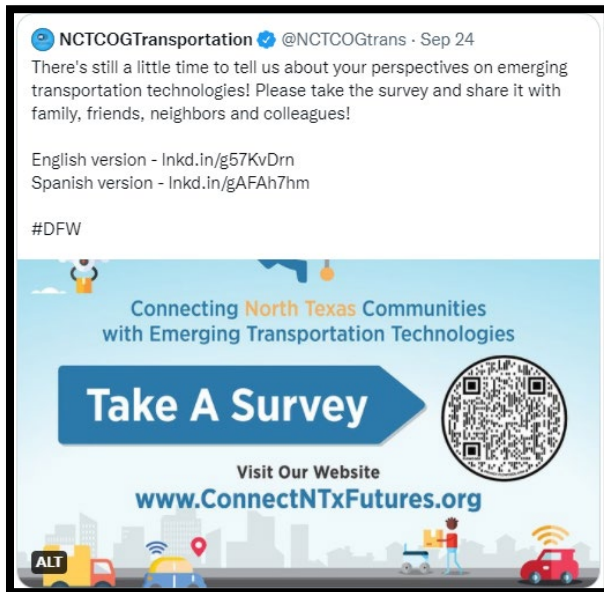 NCTCOGTransportation @NCTCOGtrans · Sep 24
There's still a little time to tell us about your perspectives on emerging
transportation technologies! Please take the survey and share it with
family, friends, neighbors and colleagues!
English version - lnkd.in/g57KvDrn
Spanish version - lnkd.in/gAFAh7hm
#DFW
Connecting North Texas Communities
with Emerging Transportation Technologies
Take A Survey
Visit Our Website
www.ConnectNTxFutures.org
ALT